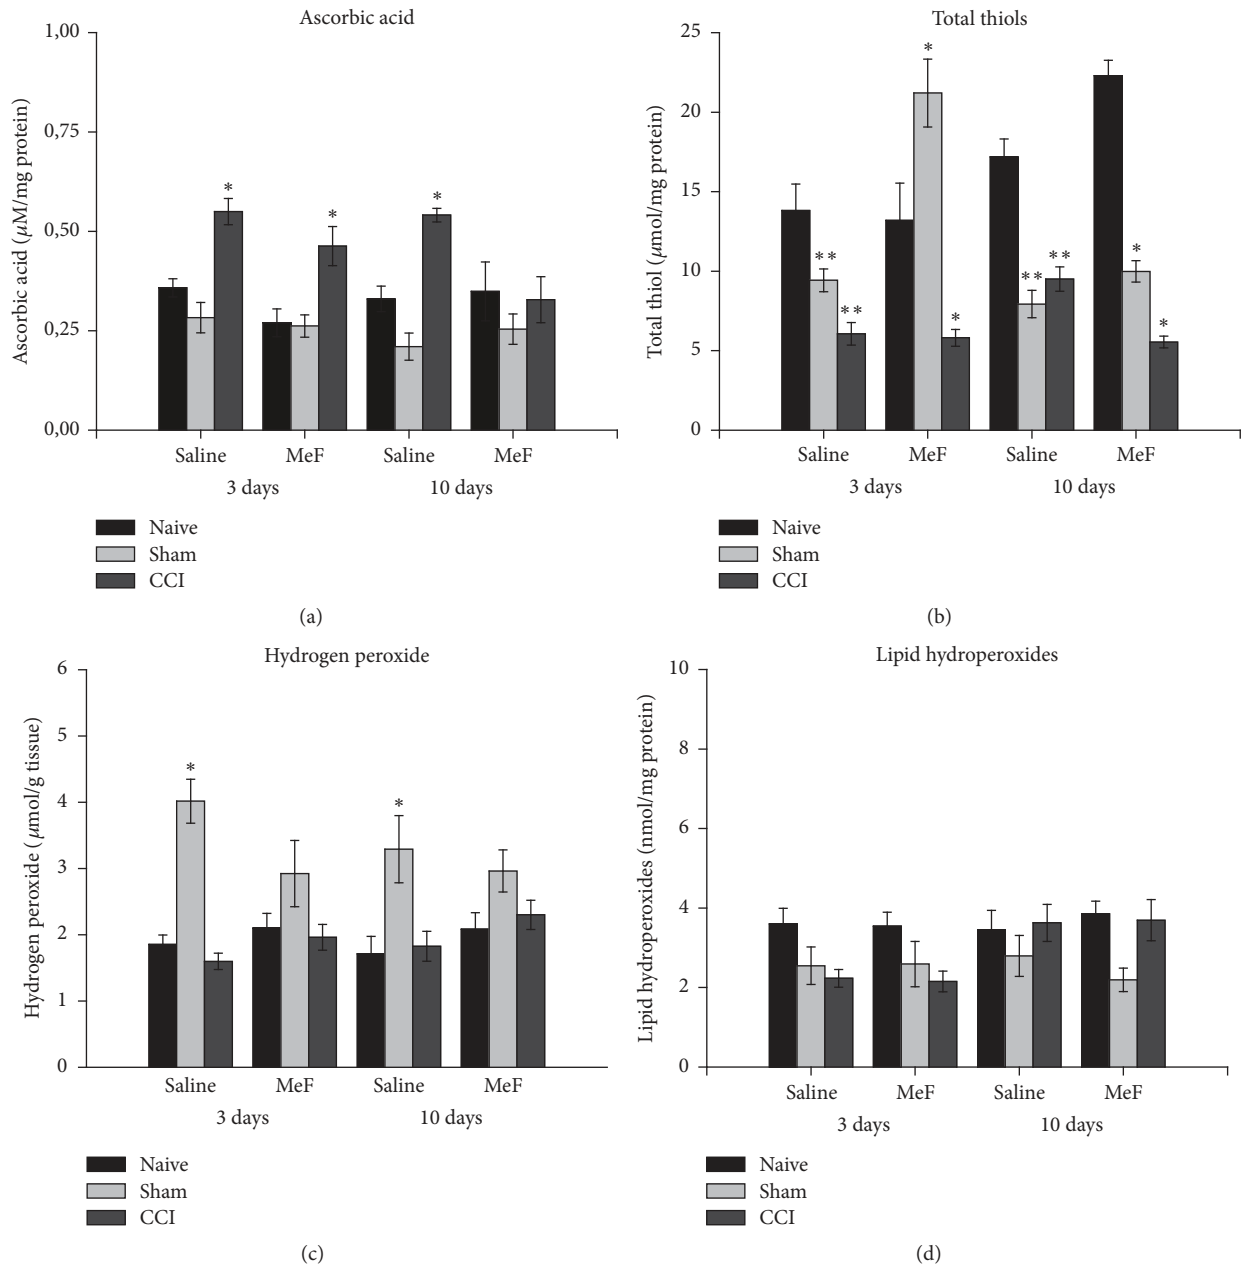 Ascorbic acid
1,00
0,75
0,50
0,25
0,00
Ascorbic acid (μM/mg protein)
*
*
*
Saline MeF Saline MeF
3 days 10 days
Naive
Sham
CCI
(a)
Total thiols
25
20
15
10
5
0
Total thiol (μmol/mg protein)
**
**
*
*
**
**
*
*
Saline MeF Saline MeF
3 days 10 days
Naive
Sham
CCI
(b)
Hydrogen peroxide
6
5
4
3
2
1
0
Hydrogen peroxide (μmol/g tissue)
*
*
Saline MeF Saline MeF
3 days 10 days
Naive
Sham
CCI
(c)
Lipid hydroperoxides
10
8
6
4
2
0
Lipid hydroperoxides (nmol/mg protein)
Saline MeF Saline MeF
3 days 10 days
Naive
Sham
CCI
(d)